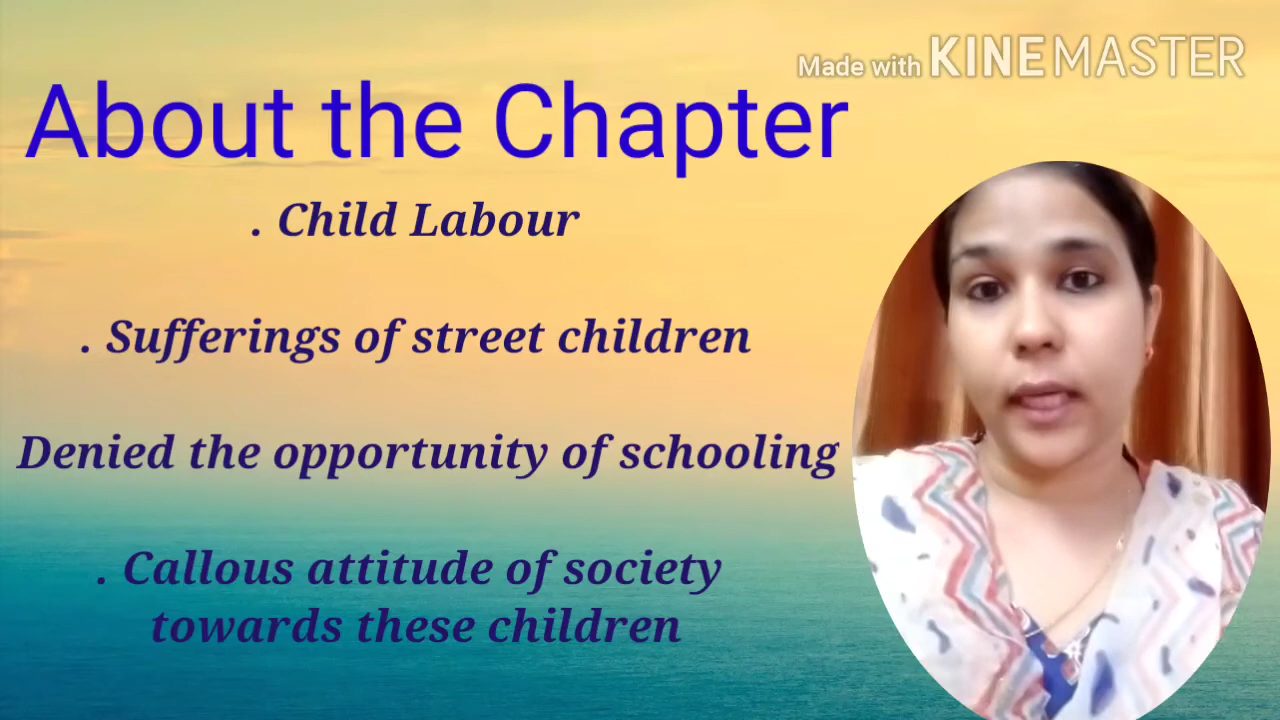 Made with KINEMASTER
About the Chapter
. Child Labour
. Sufferings of street children
Denied the opportunity of schooling
. Callous attitude of society
towards these children